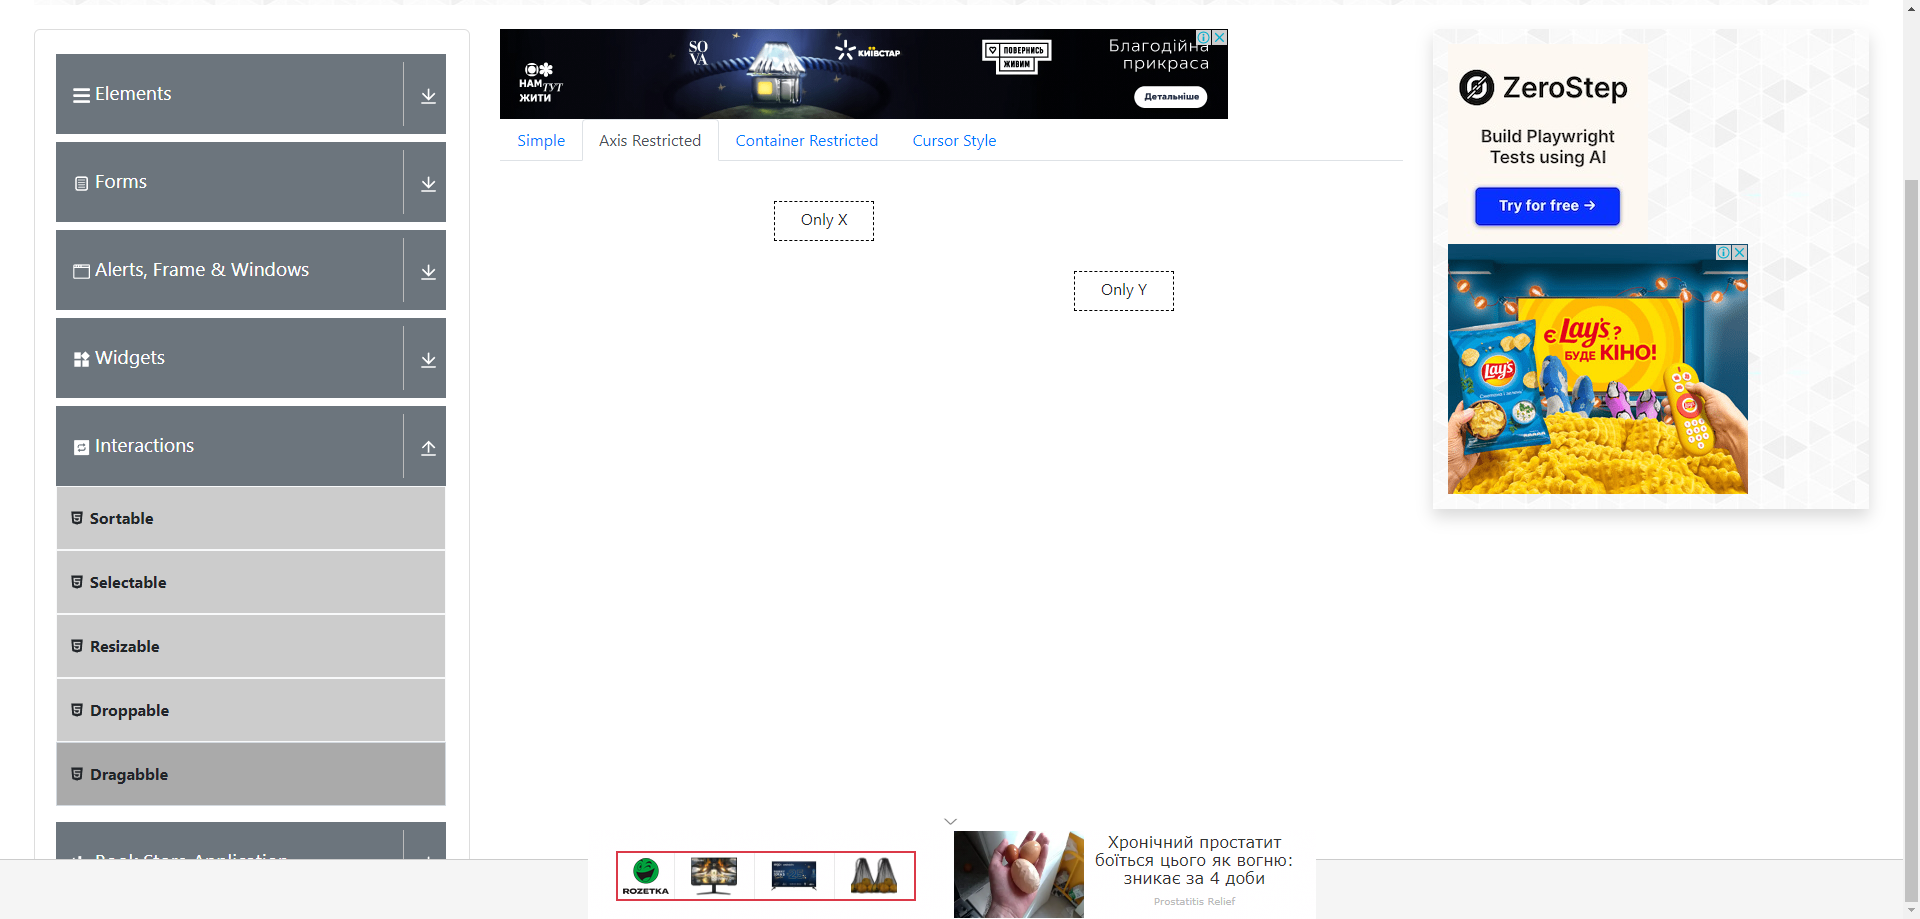 Elements
Forms
Alerts, Frame & Windows
Widgets
Interactions
Sortable
Selectable
Resizable
Droppable
Dragabble
Book Store Application
НАМ ТУТ
ЖИТИ
SO
VA
КИЇВСТАР
ПОВЕРНИСЬ
ЖИВИМ
Благодійна
прикраса
Детальніше
Simple
Axis Restricted
Container Restricted
Cursor Style
Only X
Only Y
ZeroStep
Build Playwright
Tests using AI
Try for free →
Є Lay's?
БУДЕ КІНО!
Lay's
ROZETKA
Хронічний простатит
боїться цього як вогню:
зникає за 4 доби
Prostatitis Relief